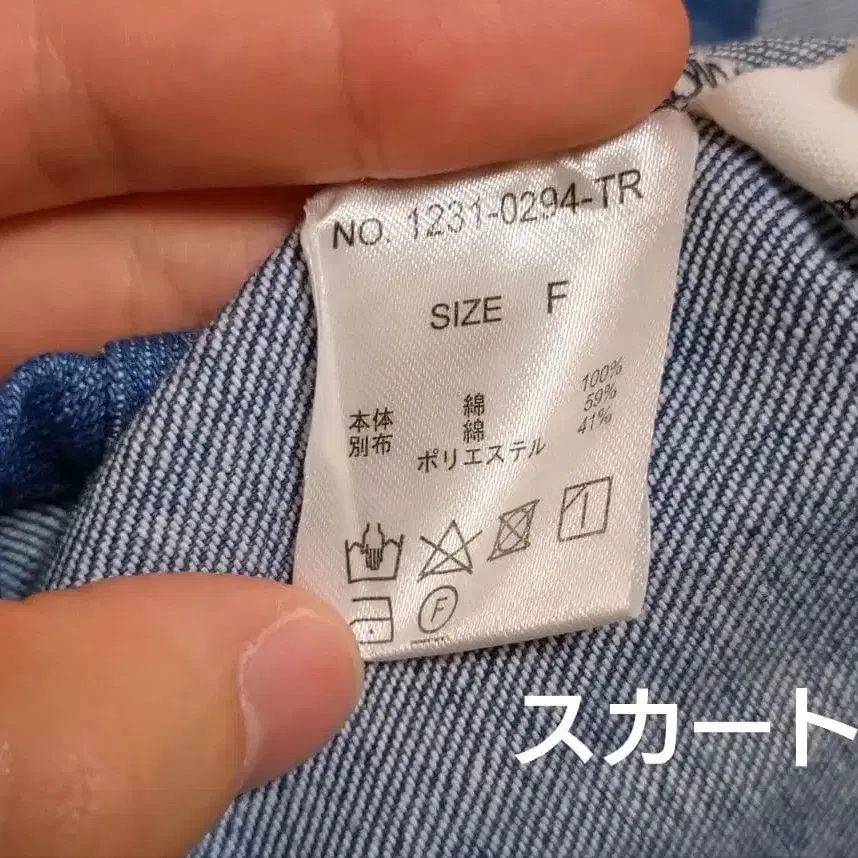 NO. 1231-0294-TR
SIZE F
本体 綿 100%
別布 綿 59%
ポリエステル 41%
F
スカート